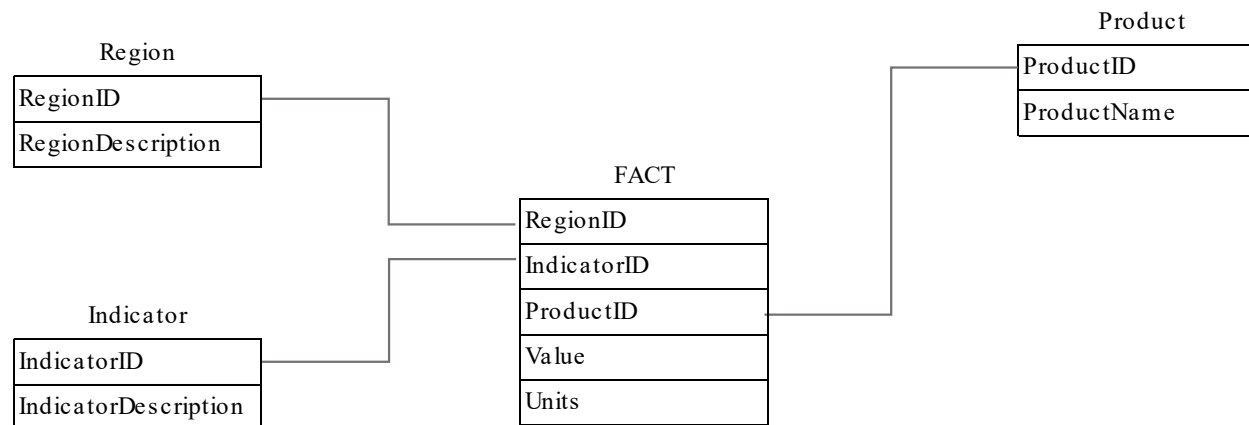 Region
RegionID
RegionDescription
Indicator
IndicatorID
IndicatorDescription
FACT
RegionID
IndicatorID
ProductID
Value
Units
Product
ProductID
ProductName